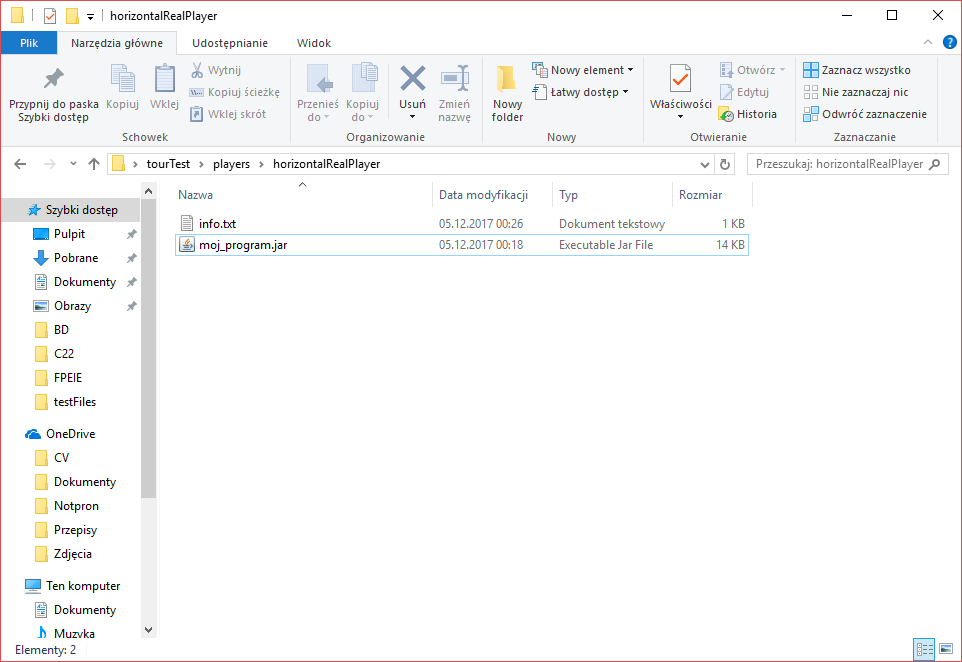 horizontalRealPlayer
Plik Narzędzia główne Udostępnianie Widok
Przypnij do paska Szybki dostęp
Kopiuj
Wklej
Wytnij
Kopiuj ścieżkę
Wklej skrót
Schowek
Przenieś do
Kopiuj do
Usuń
Zmień nazwę
Organizowanie
Nowy folder
Nowy element
Łatwy dostęp
Nowy
Właściwości
Otwórz
Edytuj
Historia
Otwieranie
Zaznacz wszystko
Nie zaznaczaj nic
Odwróć zaznaczenie
Zaznaczanie
tourTest > players > horizontalRealPlayer
Przeszukaj: horizontalRealPlayer
Szybki dostęp
Pulpit
Pobrane
Dokumenty
Obrazy
BD
C22
FPEIE
testFiles
OneDrive
CV
Dokumenty
Notpron
Przepisy
Zdjęcia
Ten komputer
Dokumenty
Muzyka
Nazwa Data modyfikacji Typ Rozmiar
info.txt 05.12.2017 00:26 Dokument tekstowy 1 KB
moj_program.jar 05.12.2017 00:18 Executable Jar File 14 KB
Elementy: 2